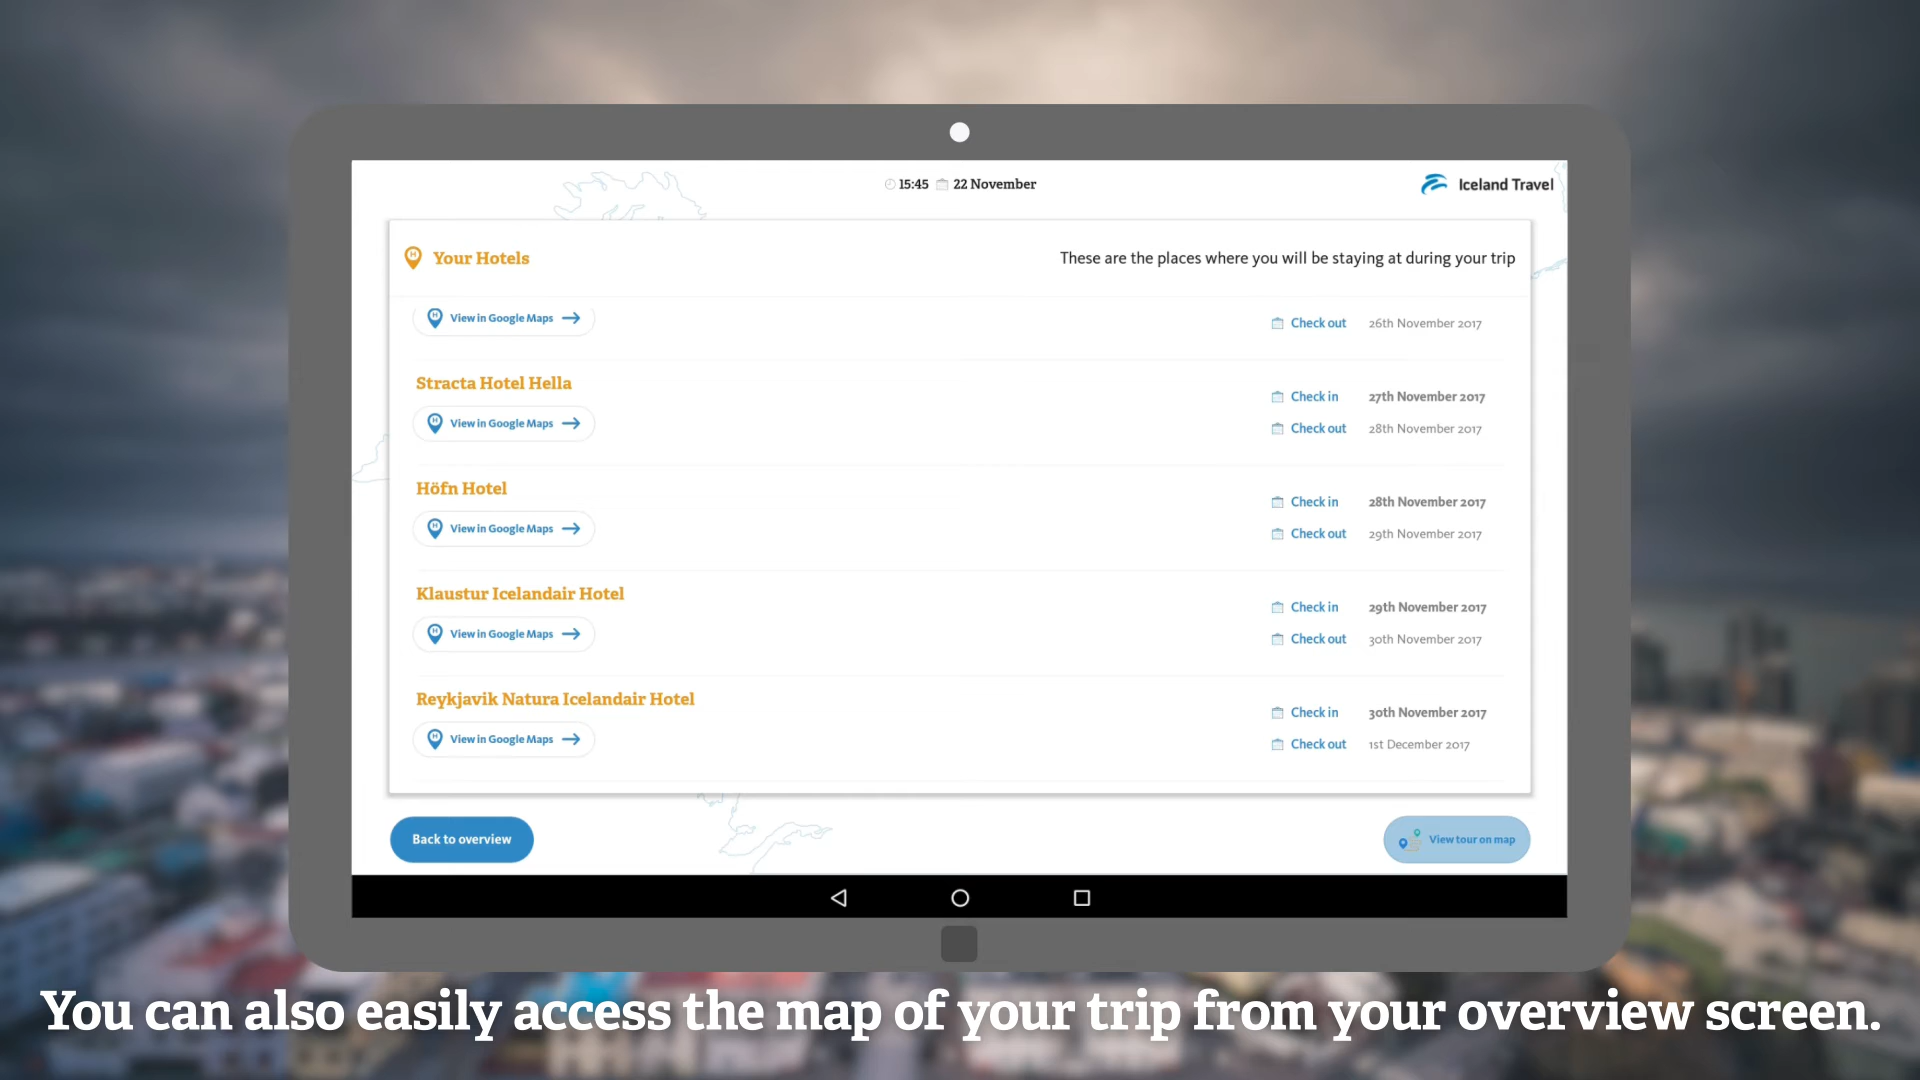 15:45 22 November
Iceland Travel
Your Hotels
These are the places where you will be staying at during your trip
View in Google Maps
Check out 26th November 2017
Stracta Hotel Hella
Check in 27th November 2017
View in Google Maps
Check out 28th November 2017
Höfn Hotel
Check in 28th November 2017
View in Google Maps
Check out 29th November 2017
Klaustur Icelandair Hotel
Check in 29th November 2017
View in Google Maps
Check out 30th November 2017
Reykjavik Natura Icelandair Hotel
Check in 30th November 2017
View in Google Maps
Check out 1st December 2017
Back to overview
View tour on map
You can also easily access the map of your trip from your overview screen.